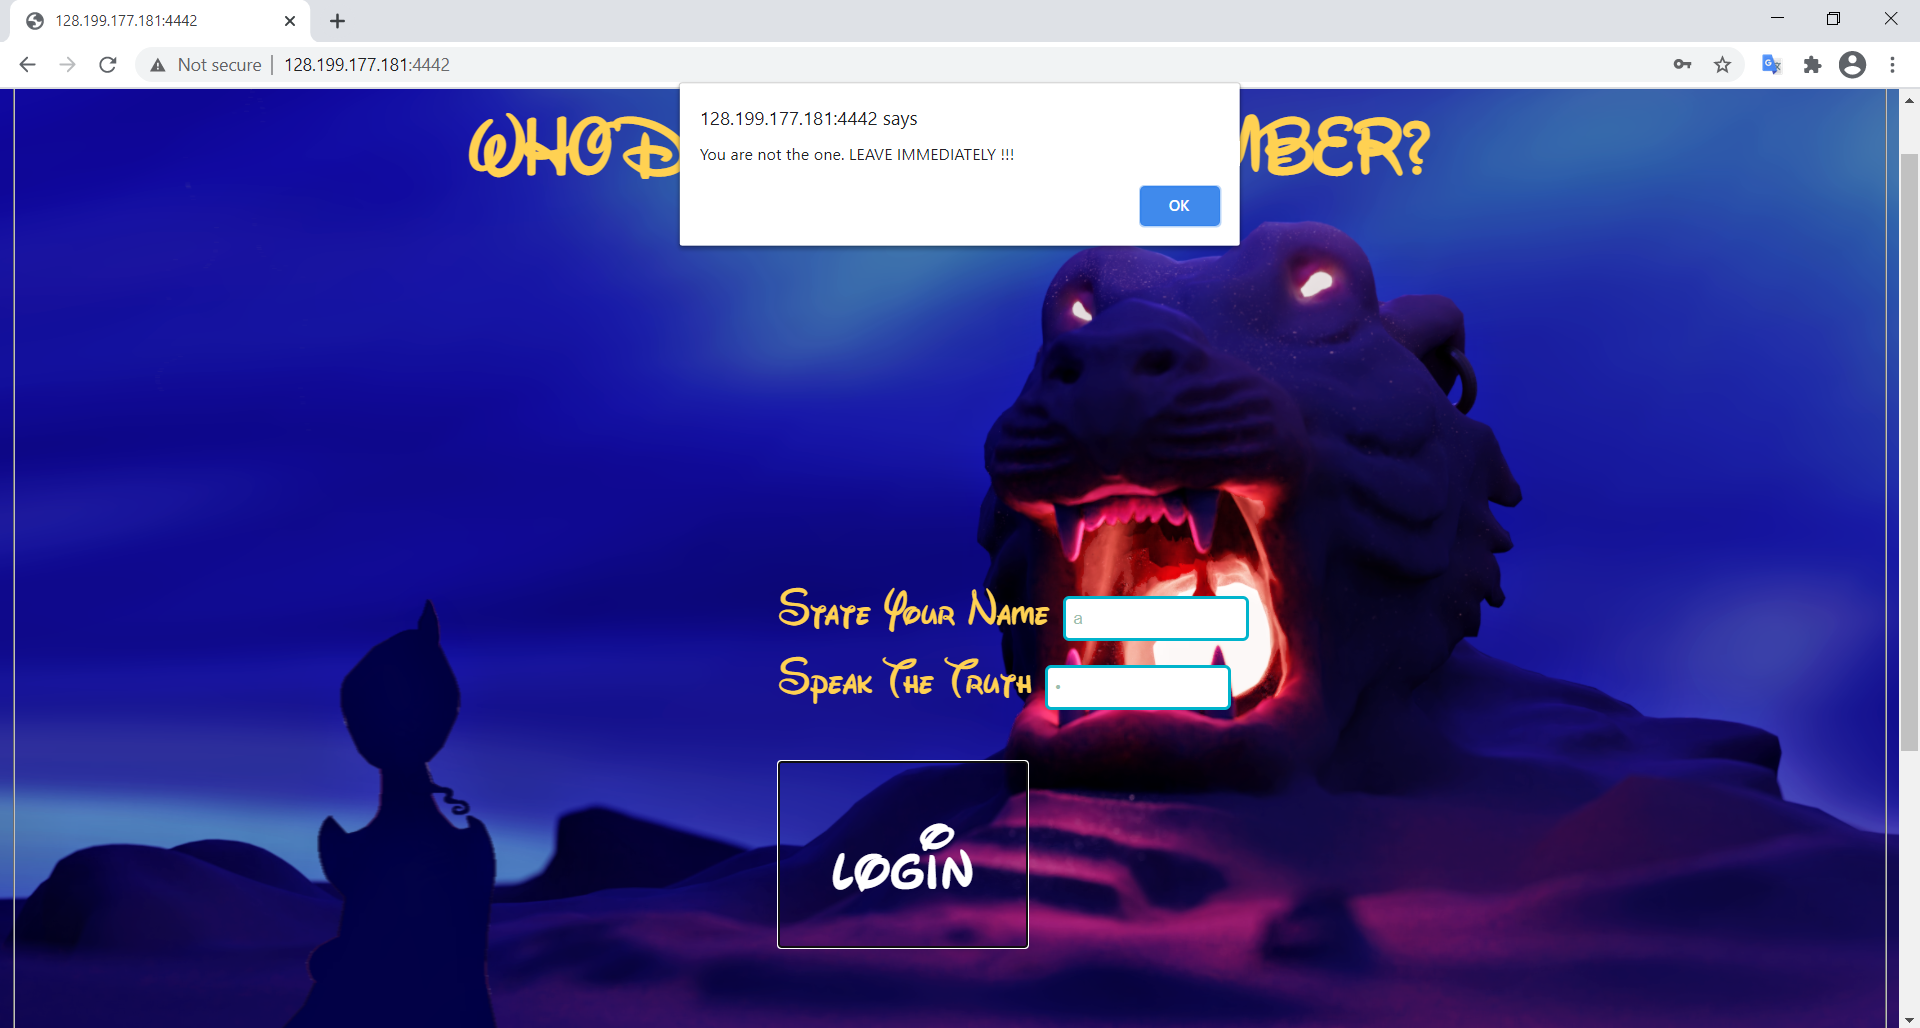 128.199.177.181:4442
Not secure | 128.199.177.181:4442
128.199.177.181:4442 says
You are not the one. LEAVE IMMEDIATELY !!!
OK
WHO D MBER?
State Your Name a
Speak The Truth •
LOGIN